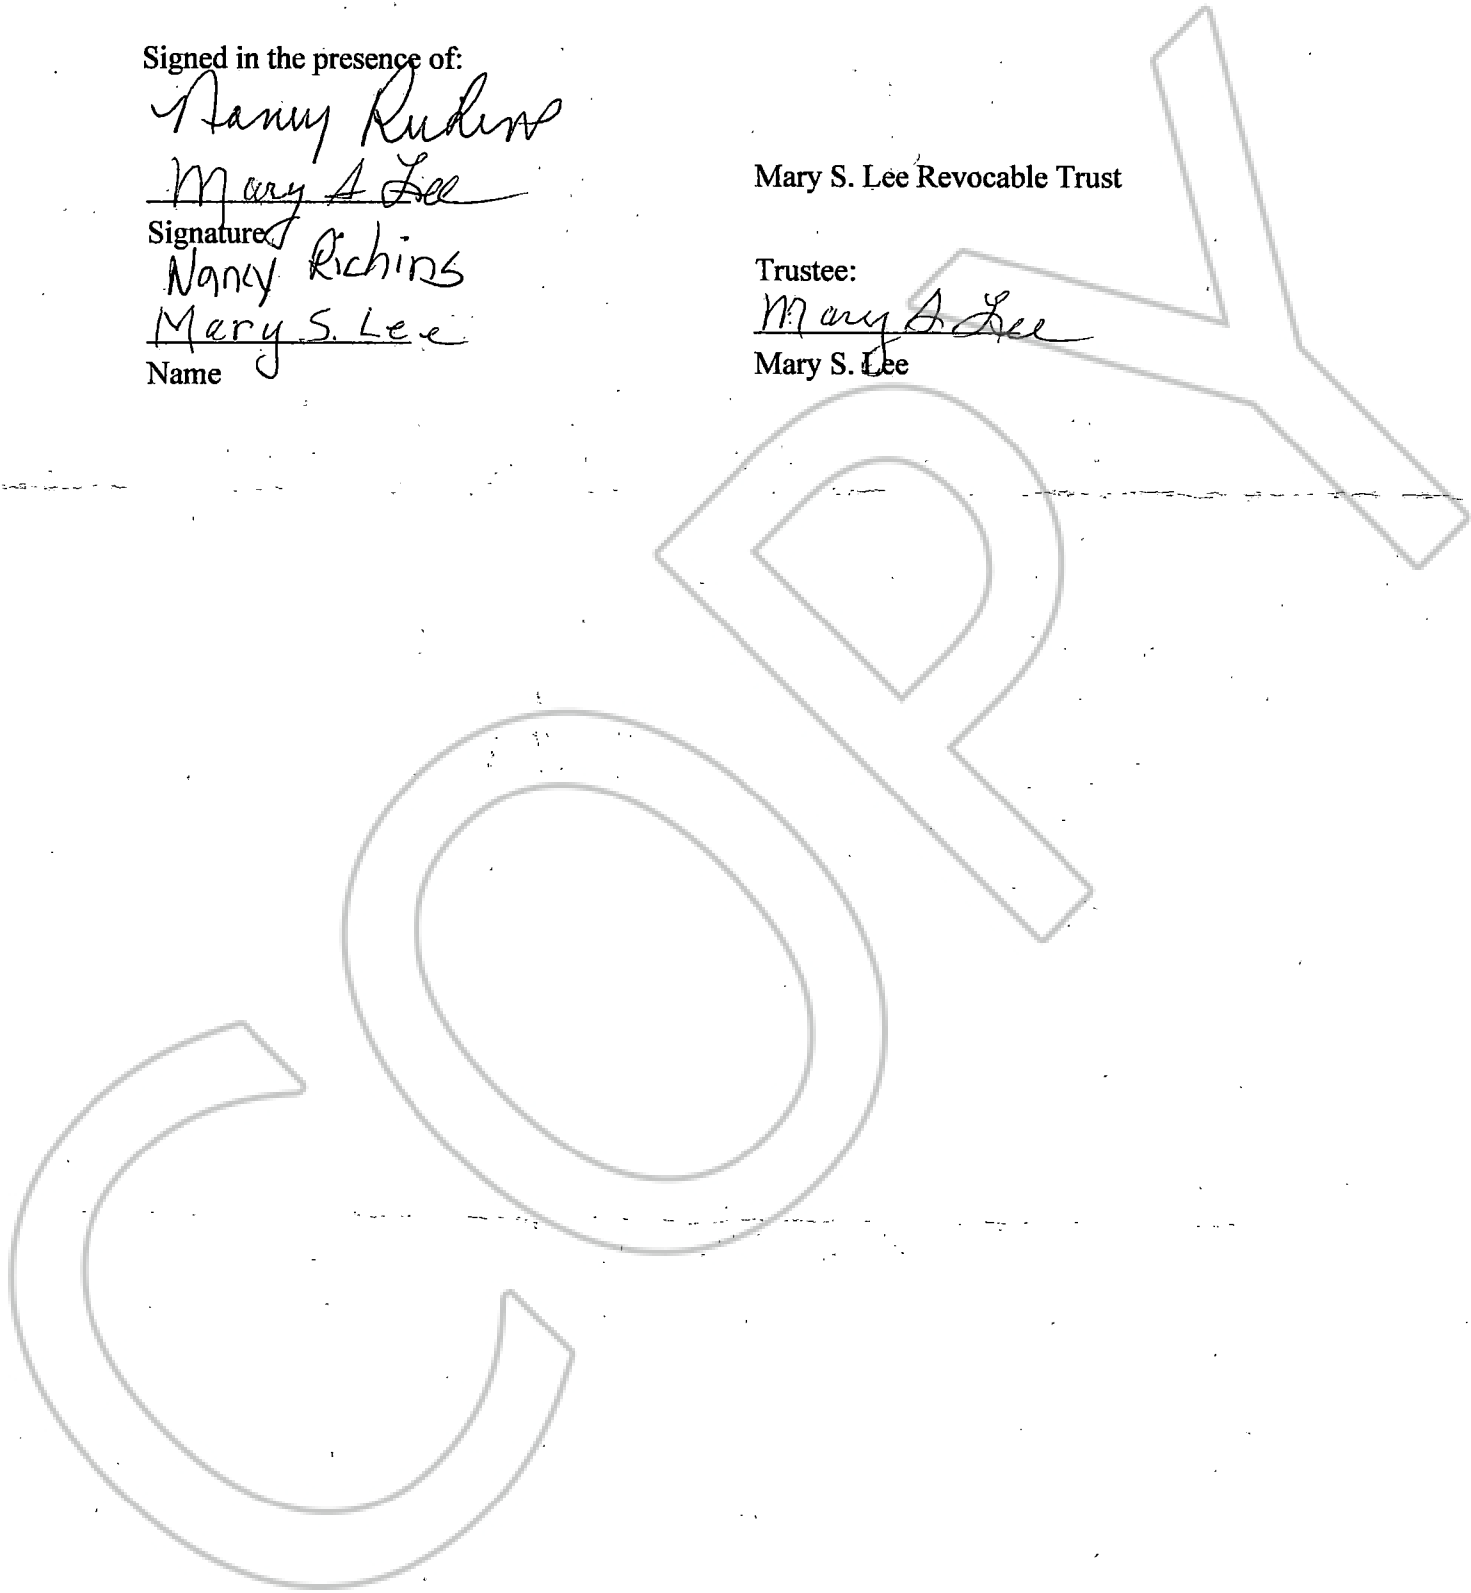 Signed in the presence of:
Nancy Richins
Mary S Lee
Signature
Nancy Richins
Mary S. Lee
Name
Mary S. Lee Revocable Trust
Trustee:
Mary S. Lee
Mary S. Lee
COPY